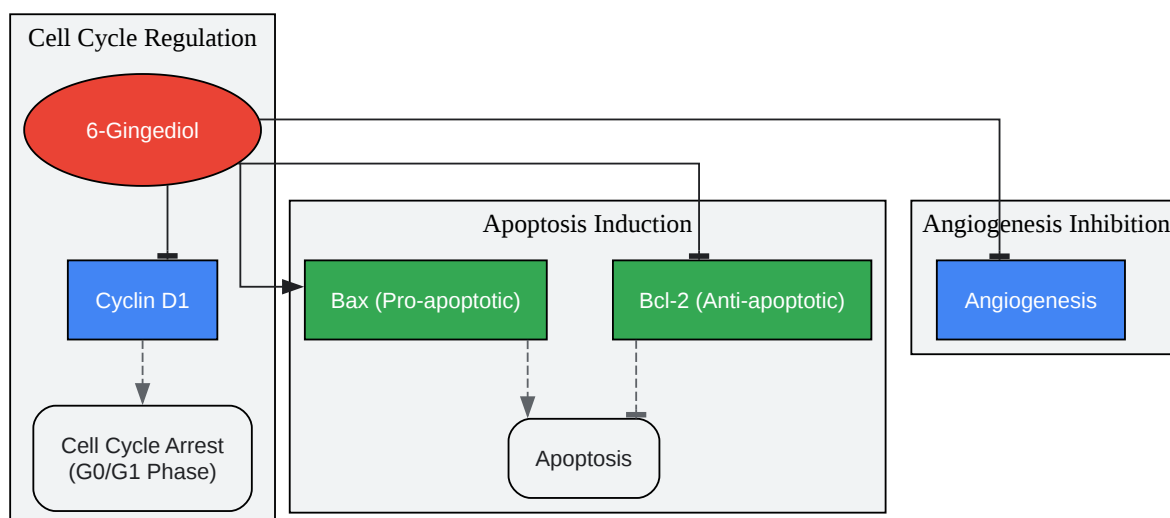 Cell Cycle Regulation
6-Gingediol
Apoptosis Induction
Angiogenesis Inhibition
Cyclin D1
Bax (Pro-apoptotic)
Bcl-2 (Anti-apoptotic)
Angiogenesis
Cell Cycle Arrest
(G0/G1 Phase)
Apoptosis